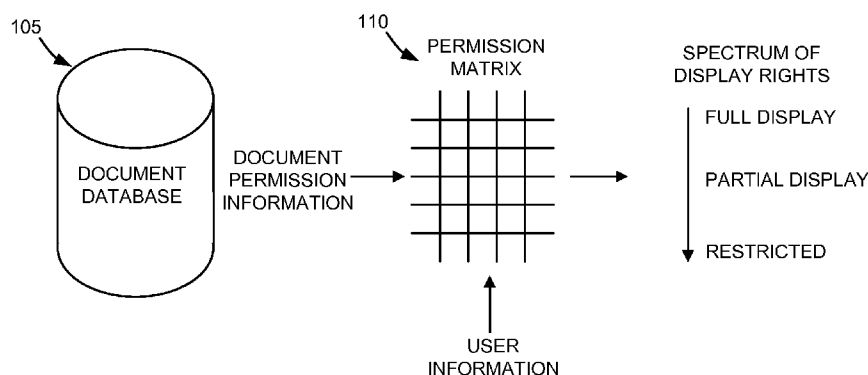 105
DOCUMENT
DATABASE
DOCUMENT
PERMISSION
INFORMATION
110
PERMISSION
MATRIX
USER
INFORMATION
SPECTRUM OF
DISPLAY RIGHTS
FULL DISPLAY
PARTIAL DISPLAY
RESTRICTED